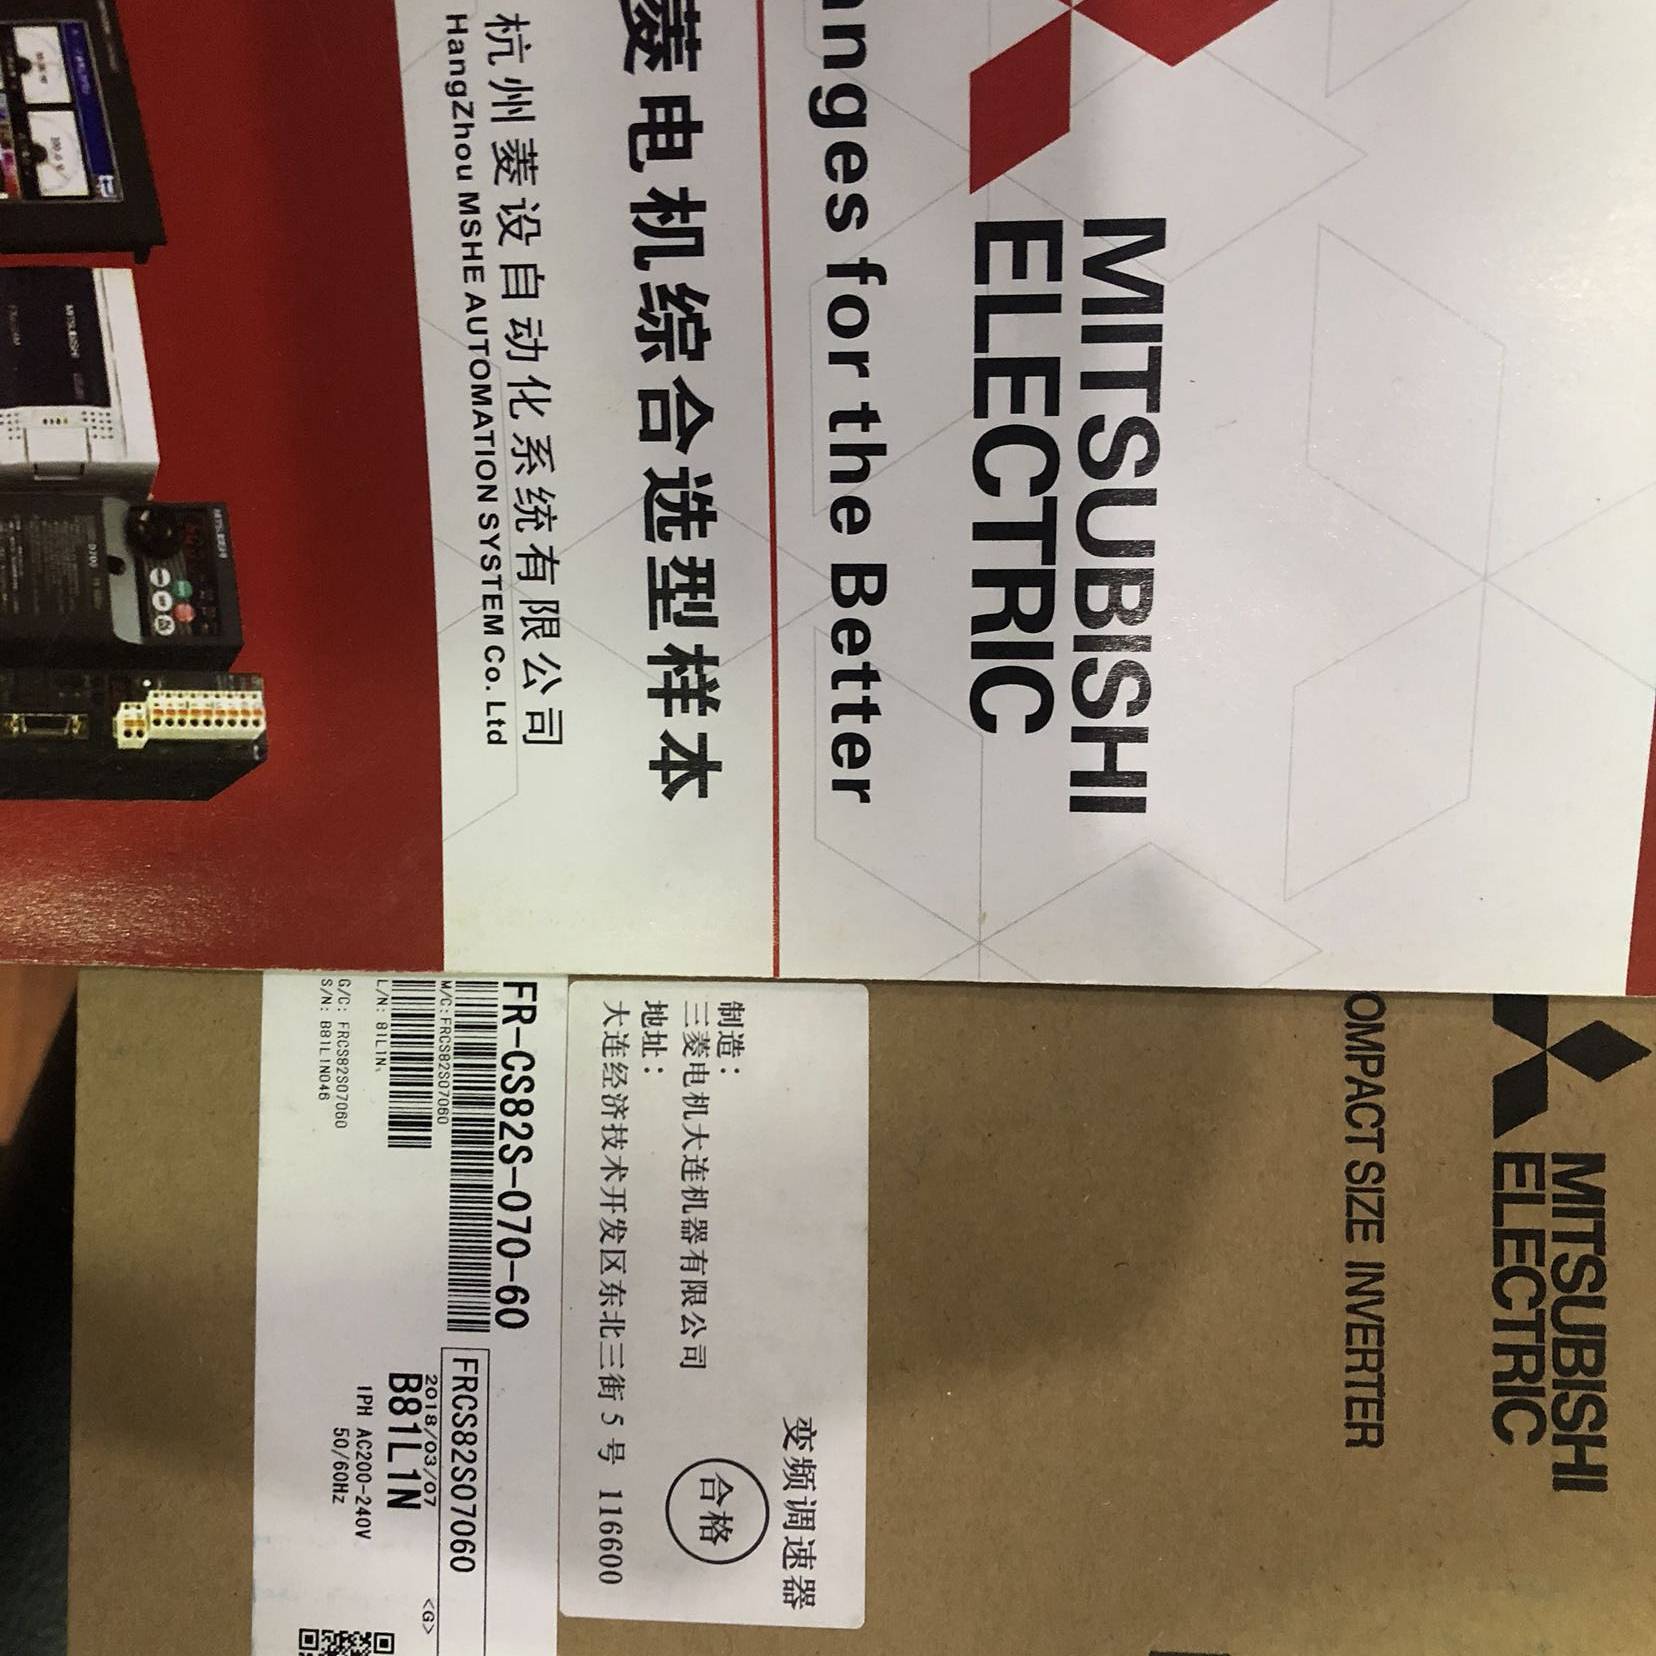 MITSUBISHI
ELECTRIC
anges for the Better
菱电机综合选型样本
杭州菱设自动化系统有限公司
HangZhou MSHE AUTOMATION SYSTEM Co. Ltd
MITSUBISHI
MITSUBISHI
D700
MITSUBISHI
ELECTRIC
OMPACT SIZE INVERTER
变频调速器
合格
制造：
三菱电机大连机器有限公司
地址：
大连经济技术开发区东北三街 5 号 116600
FR-CS82S-070-60
FRCS82S07060
M/C: FRCS82S07060
2018/03/07
<G>
B81L1N
L/N: 81L1N
1PH AC200-240V
50/60Hz
G/C: FRCS82S07060
S/N: B81L1N046